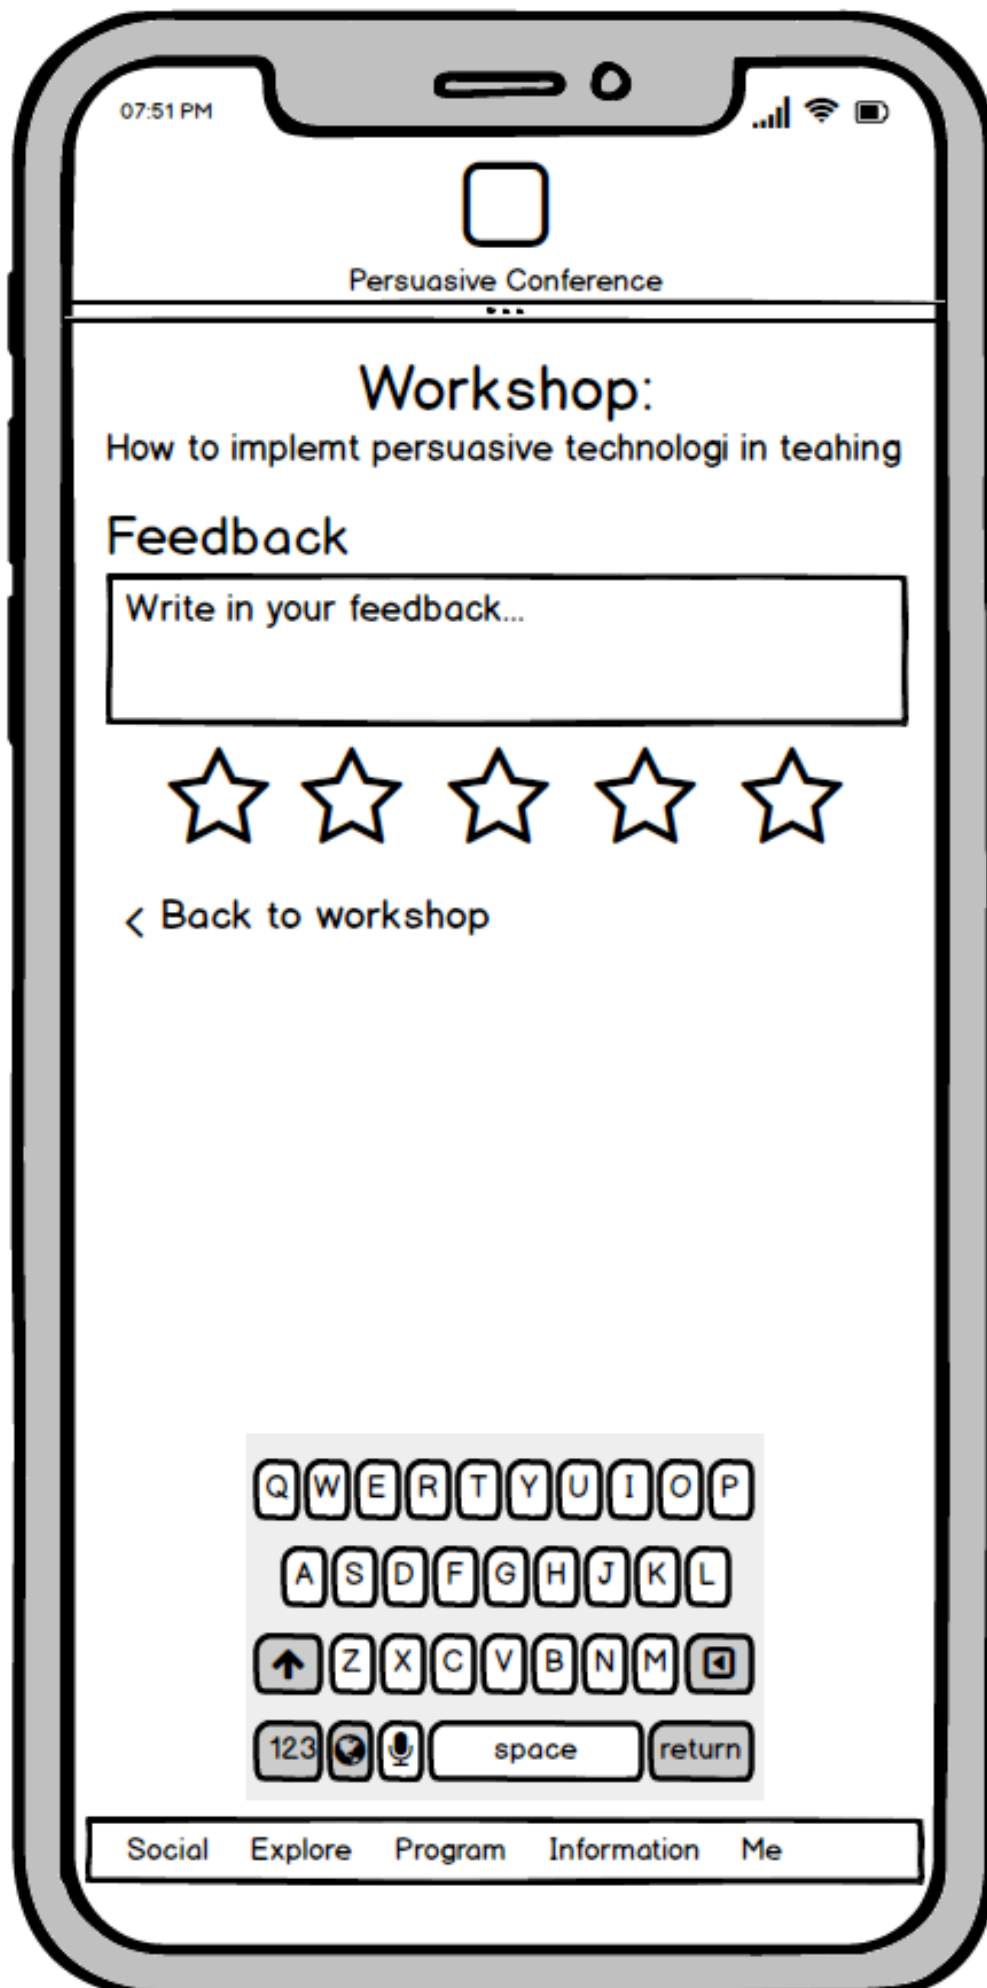 07:51 PM
Persuasive Conference
...
Workshop:
How to implemt persuasive technologi in teahing
Feedback
Write in your feedback...
< Back to workshop
Q W E R T Y U I O P
A S D F G H J K L
Z X C V B N M
123 space return
Social Explore Program Information Me